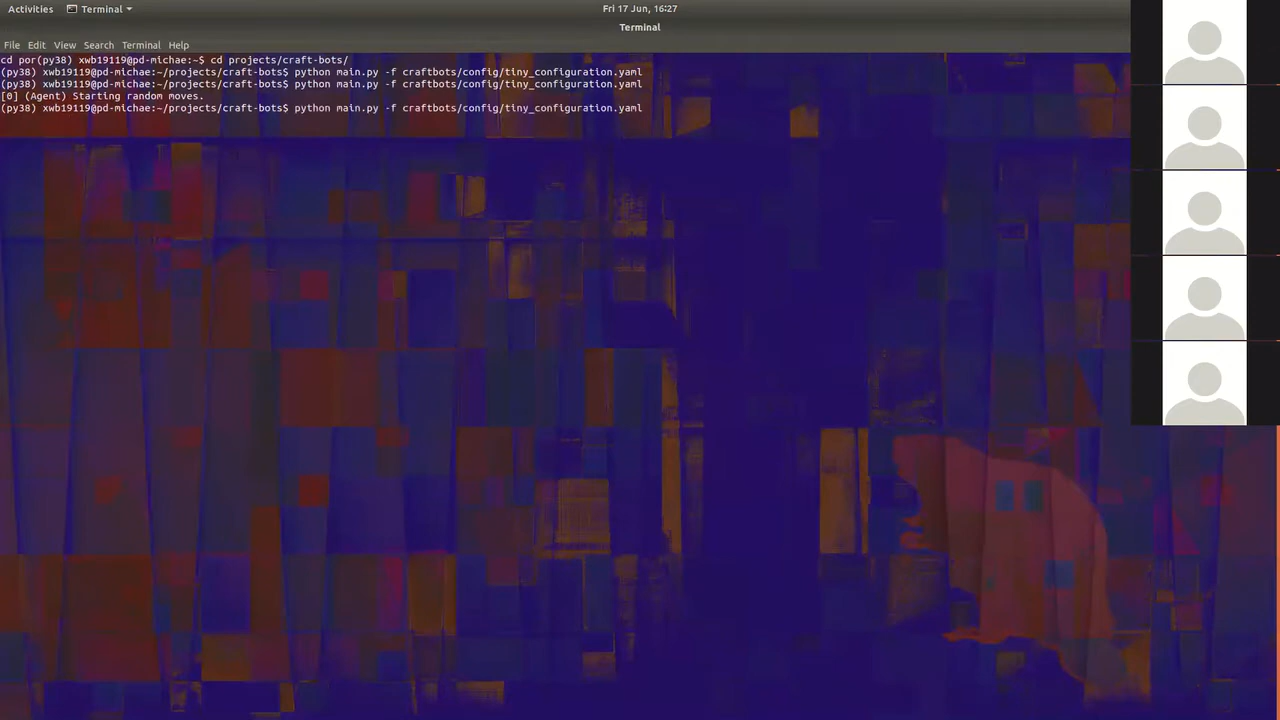 Activities Terminal Fri 17 Jun, 16:27
Terminal
File Edit View Search Terminal Help
cd por(py38) xwb19119@pd-michae:~$ cd projects/craft-bots/
(py38) xwb19119@pd-michae:~/projects/craft-bots$ python main.py -f craftbots/config/tiny_configuration.yaml
(py38) xwb19119@pd-michae:~/projects/craft-bots$ python main.py -f craftbots/config/tiny_configuration.yaml
[0] (Agent) Starting random moves.
(py38) xwb19119@pd-michae:~/projects/craft-bots$ python main.py -f craftbots/config/tiny_configuration.yaml